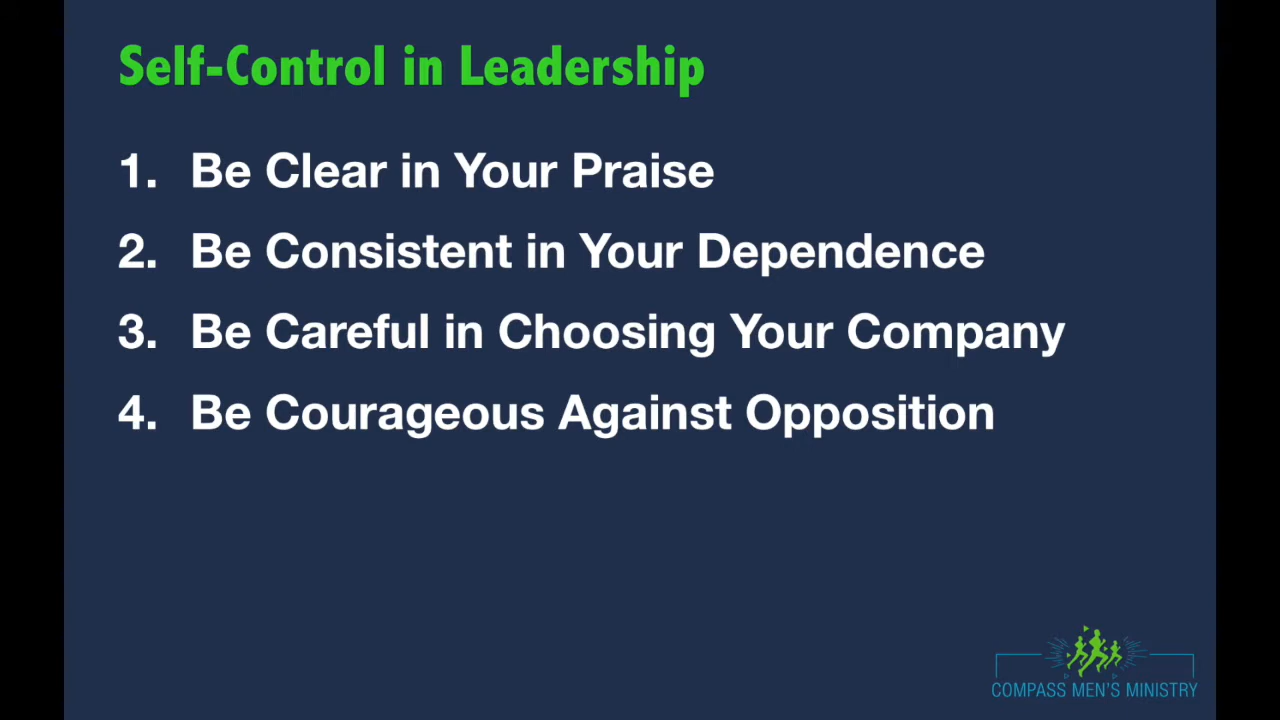 Self-Control in Leadership
1. Be Clear in Your Praise
2. Be Consistent in Your Dependence
3. Be Careful in Choosing Your Company
4. Be Courageous Against Opposition
COMPASS MEN'S MINISTRY